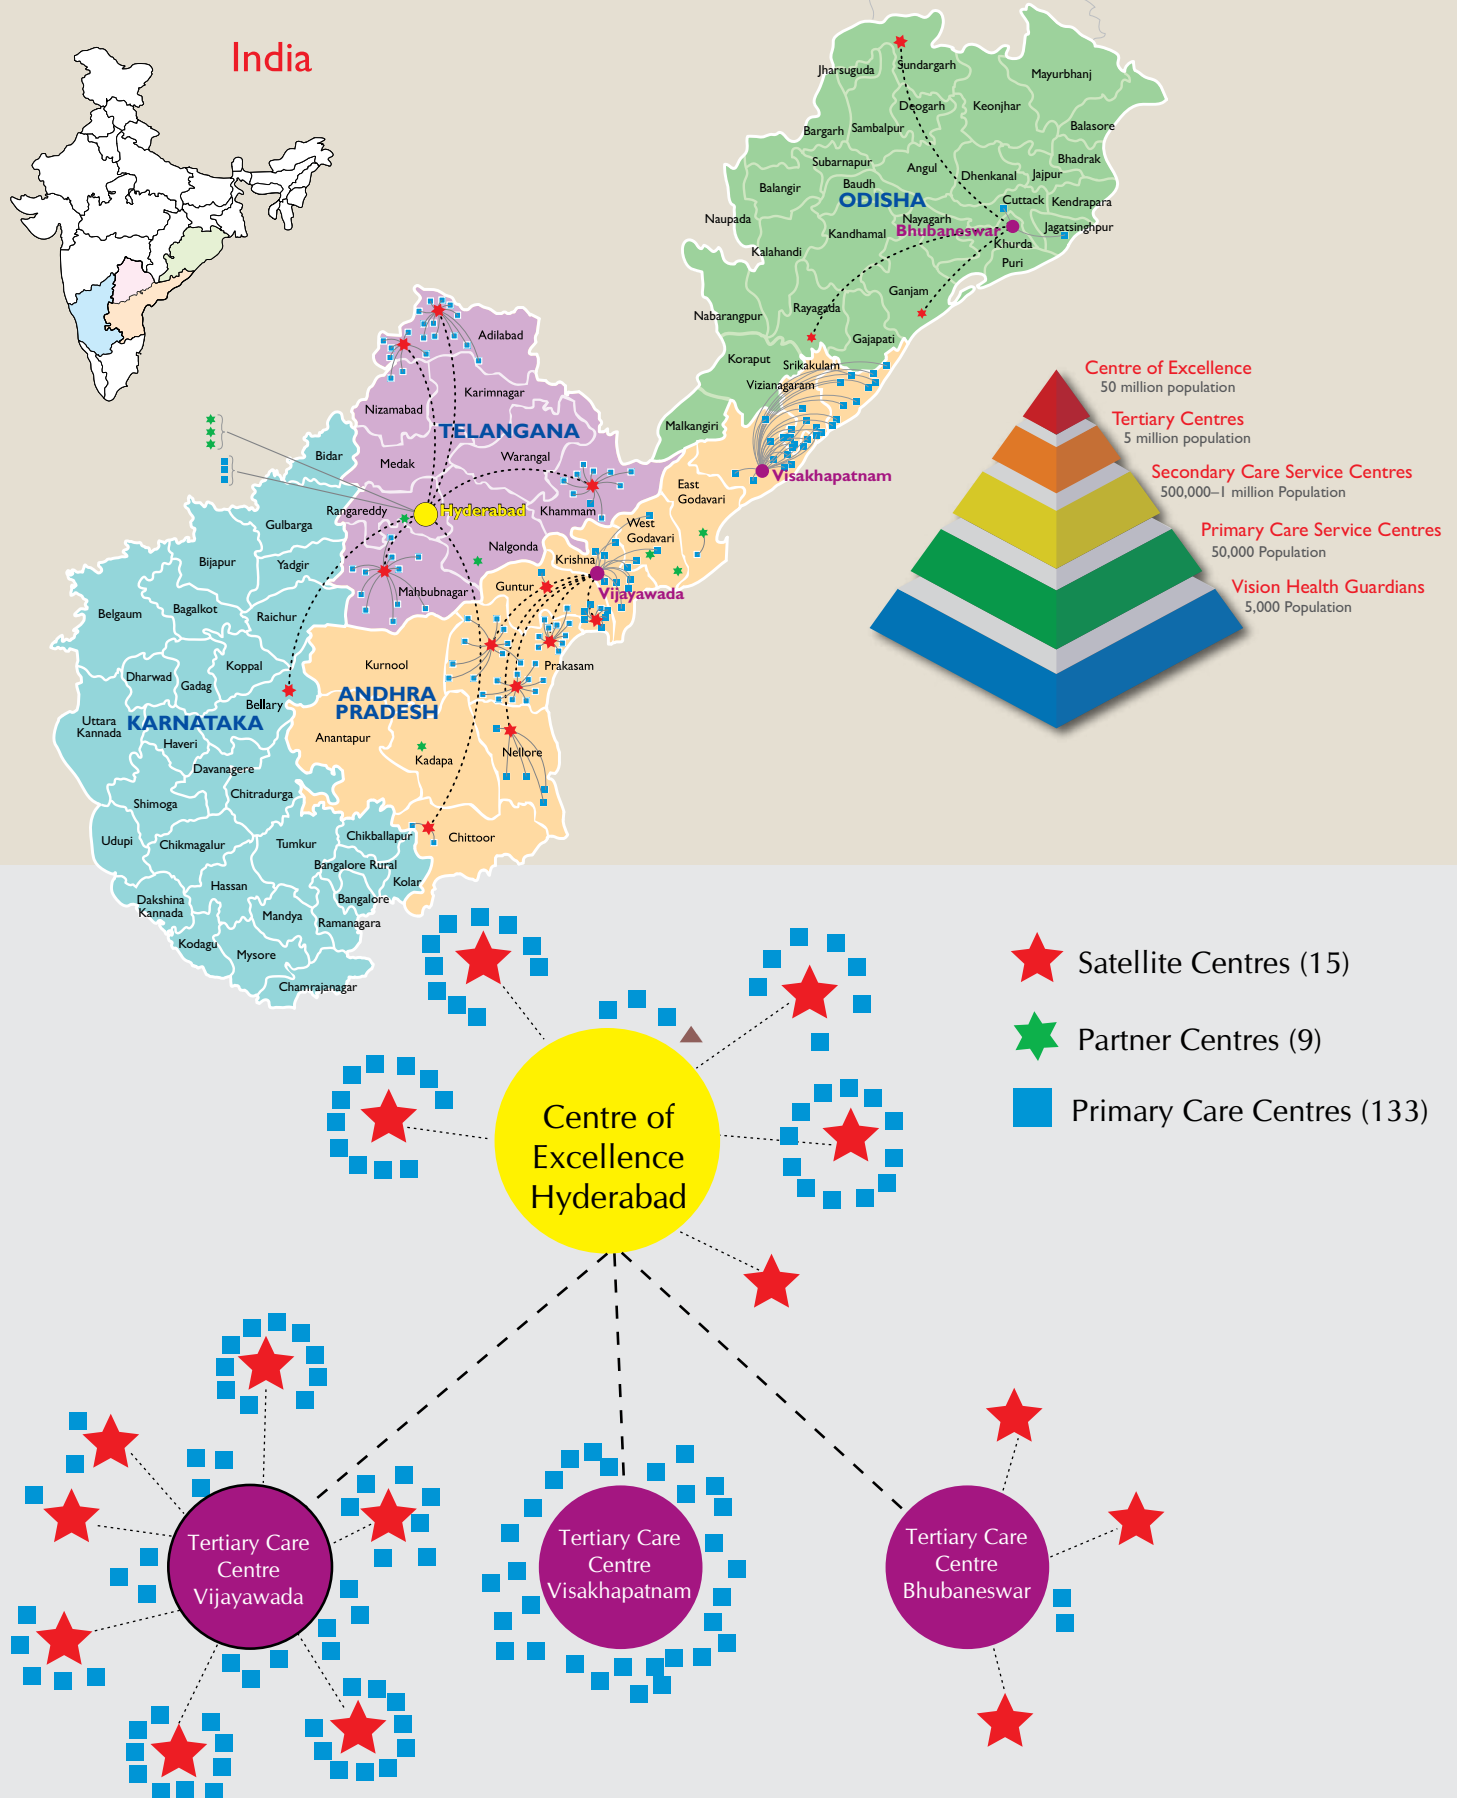 India
Jharsuguda
Sundargarh
Mayurbhanj
Deogarh
Keonjhar
Bargarh
Sambalpur
Balasore
Subarnapur
Angul
Bhadrak
Balangir
Baudh
Dhenkanal
Jajpur
ODISHA
Cuttack
Kendrapara
Naupada
Nayagarh
Kandhamal
Bhubaneswar
Jagatsinghpur
Kalahandi
Khurda
Puri
Ganjam
Nabarangpur
Rayagada
Gajapati
Koraput
Srikakulam
Vizianagaram
Malkangiri
Visakhapatnam
Adilabad
Karimnagar
Nizamabad
TELANGANA
Medak
Warangal
Rangareddy
Hyderabad
Khammam
Nalgonda
Mahbubnagar
East
Godavari
West
Godavari
Krishna
Guntur
Vijayawada
Prakasam
Kurnool
ANDHRA
PRADESH
Anantapur
Kadapa
Nellore
Chittoor
Bidar
Gulbarga
Bijapur
Yadgir
Belgaum
Bagalkot
Raichur
Koppal
Dharwad
Gadag
Bellary
Uttara
Kannada
KARNATAKA
Haveri
Davanagere
Shimoga
Chitradurga
Udupi
Chikmagalur
Tumkur
Chikballapur
Bangalore Rural
Kolar
Hassan
Bangalore
Dakshina
Kannada
Mandya
Ramanagara
Kodagu
Mysore
Chamrajanagar
Centre of Excellence
50 million population
Tertiary Centres
5 million population
Secondary Care Service Centres
500,000–1 million Population
Primary Care Service Centres
50,000 Population
Vision Health Guardians
5,000 Population
Satellite Centres (15)
Partner Centres (9)
Primary Care Centres (133)
Centre of
Excellence
Hyderabad
Tertiary Care
Centre
Vijayawada
Tertiary Care
Centre
Visakhapatnam
Tertiary Care
Centre
Bhubaneswar